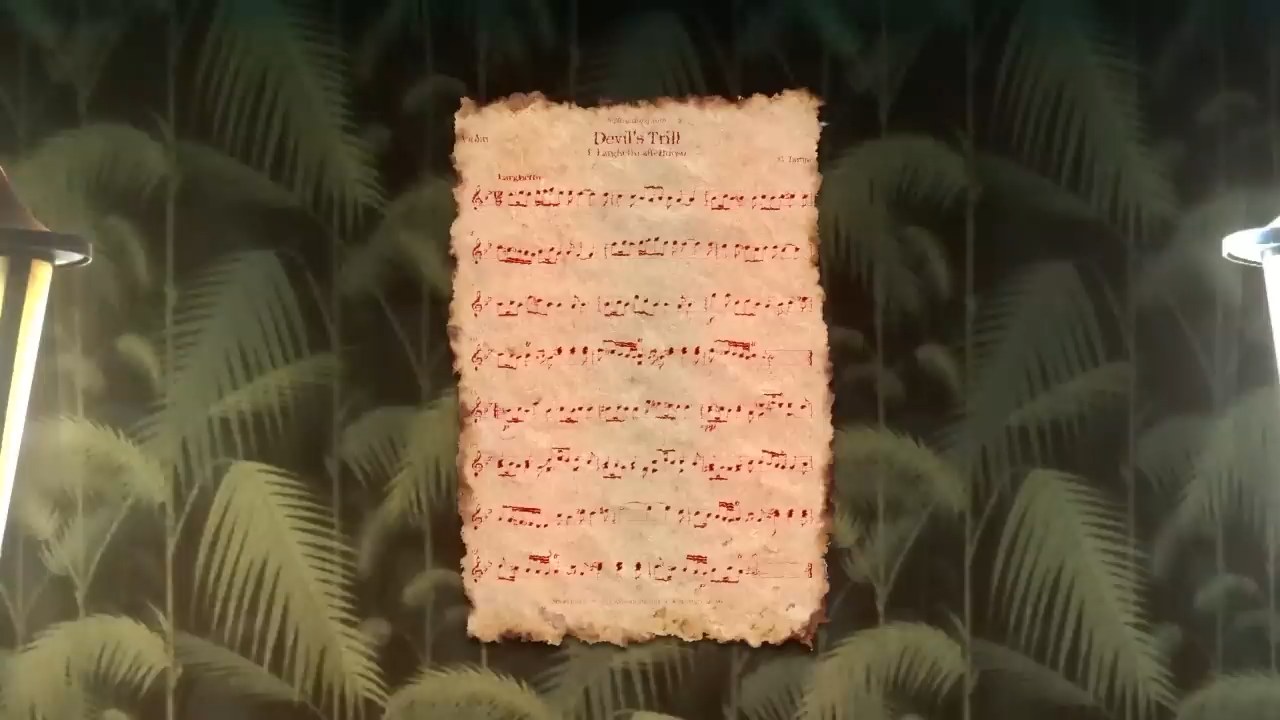 Violin
Devil's Trill
I. Larghetto affettuoso
G. Tartini
Larghetto